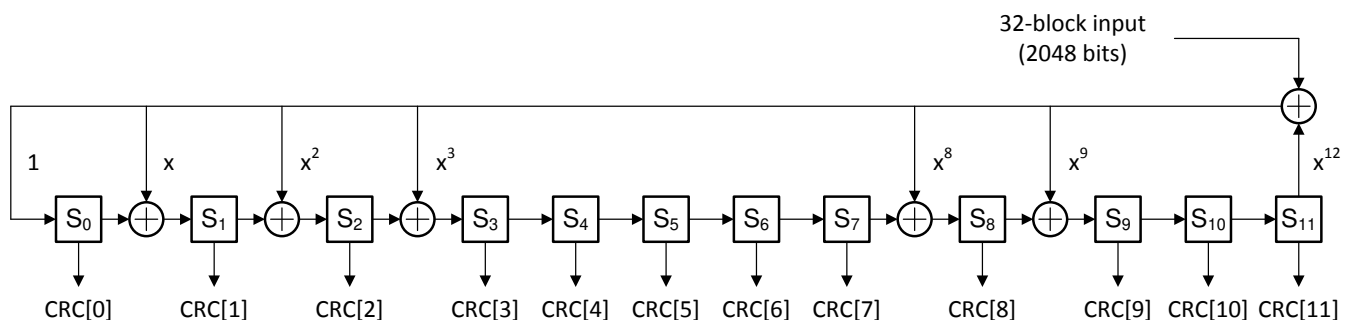 32-block input
(2048 bits)
1 x x² x³ x⁸ x⁹ x¹²
S₀ S₁ S₂ S₃ S₄ S₅ S₆ S₇ S₈ S₉ S₁₀ S₁₁
CRC[0] CRC[1] CRC[2] CRC[3] CRC[4] CRC[5] CRC[6] CRC[7] CRC[8] CRC[9] CRC[10] CRC[11]